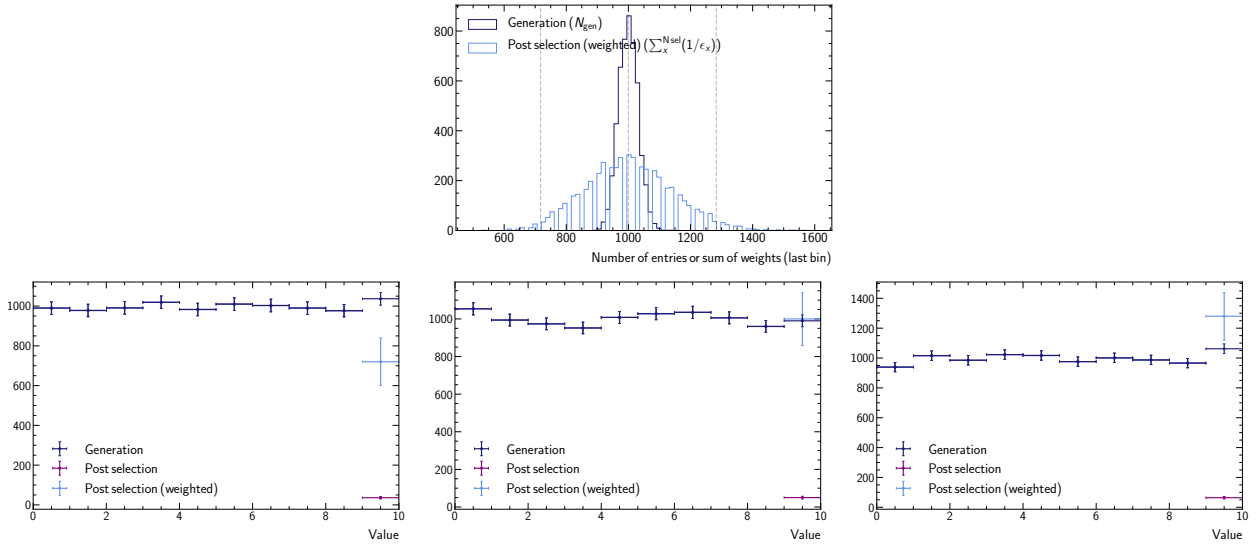 800
600
400
200
0
Generation (N_gen)
Post selection (weighted) (∑_x^Nsel (1/ϵ_x))
600 800 1000 1200 1400 1600
Number of entries or sum of weights (last bin)
1000
800
600
400
200
0
Generation
Post selection
Post selection (weighted)
0 2 4 6 8 10
Value
1000
800
600
400
200
0
Generation
Post selection
Post selection (weighted)
0 2 4 6 8 10
Value
1400
1200
1000
800
600
400
200
0
Generation
Post selection
Post selection (weighted)
0 2 4 6 8 10
Value